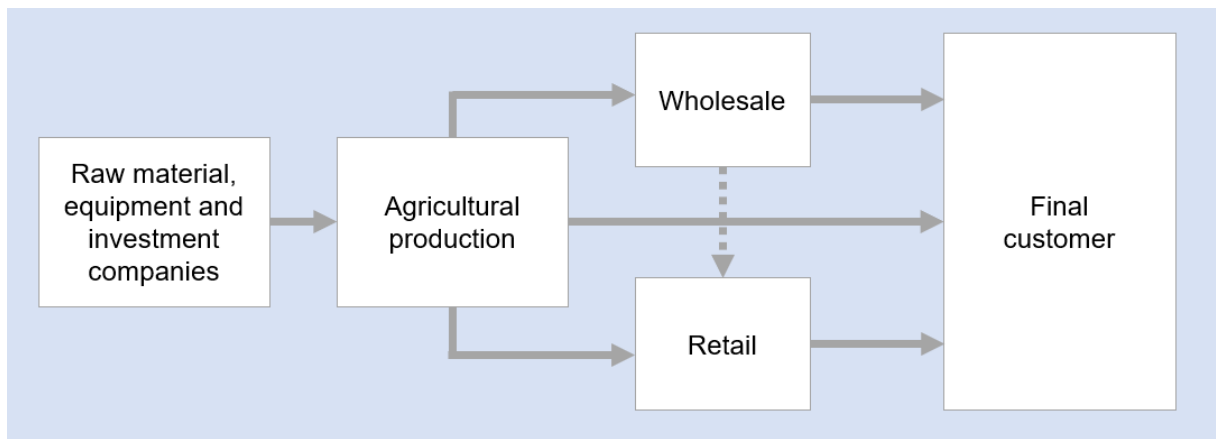 Raw material,
equipment and
investment
companies
Agricultural
production
Wholesale
Retail
Final
customer